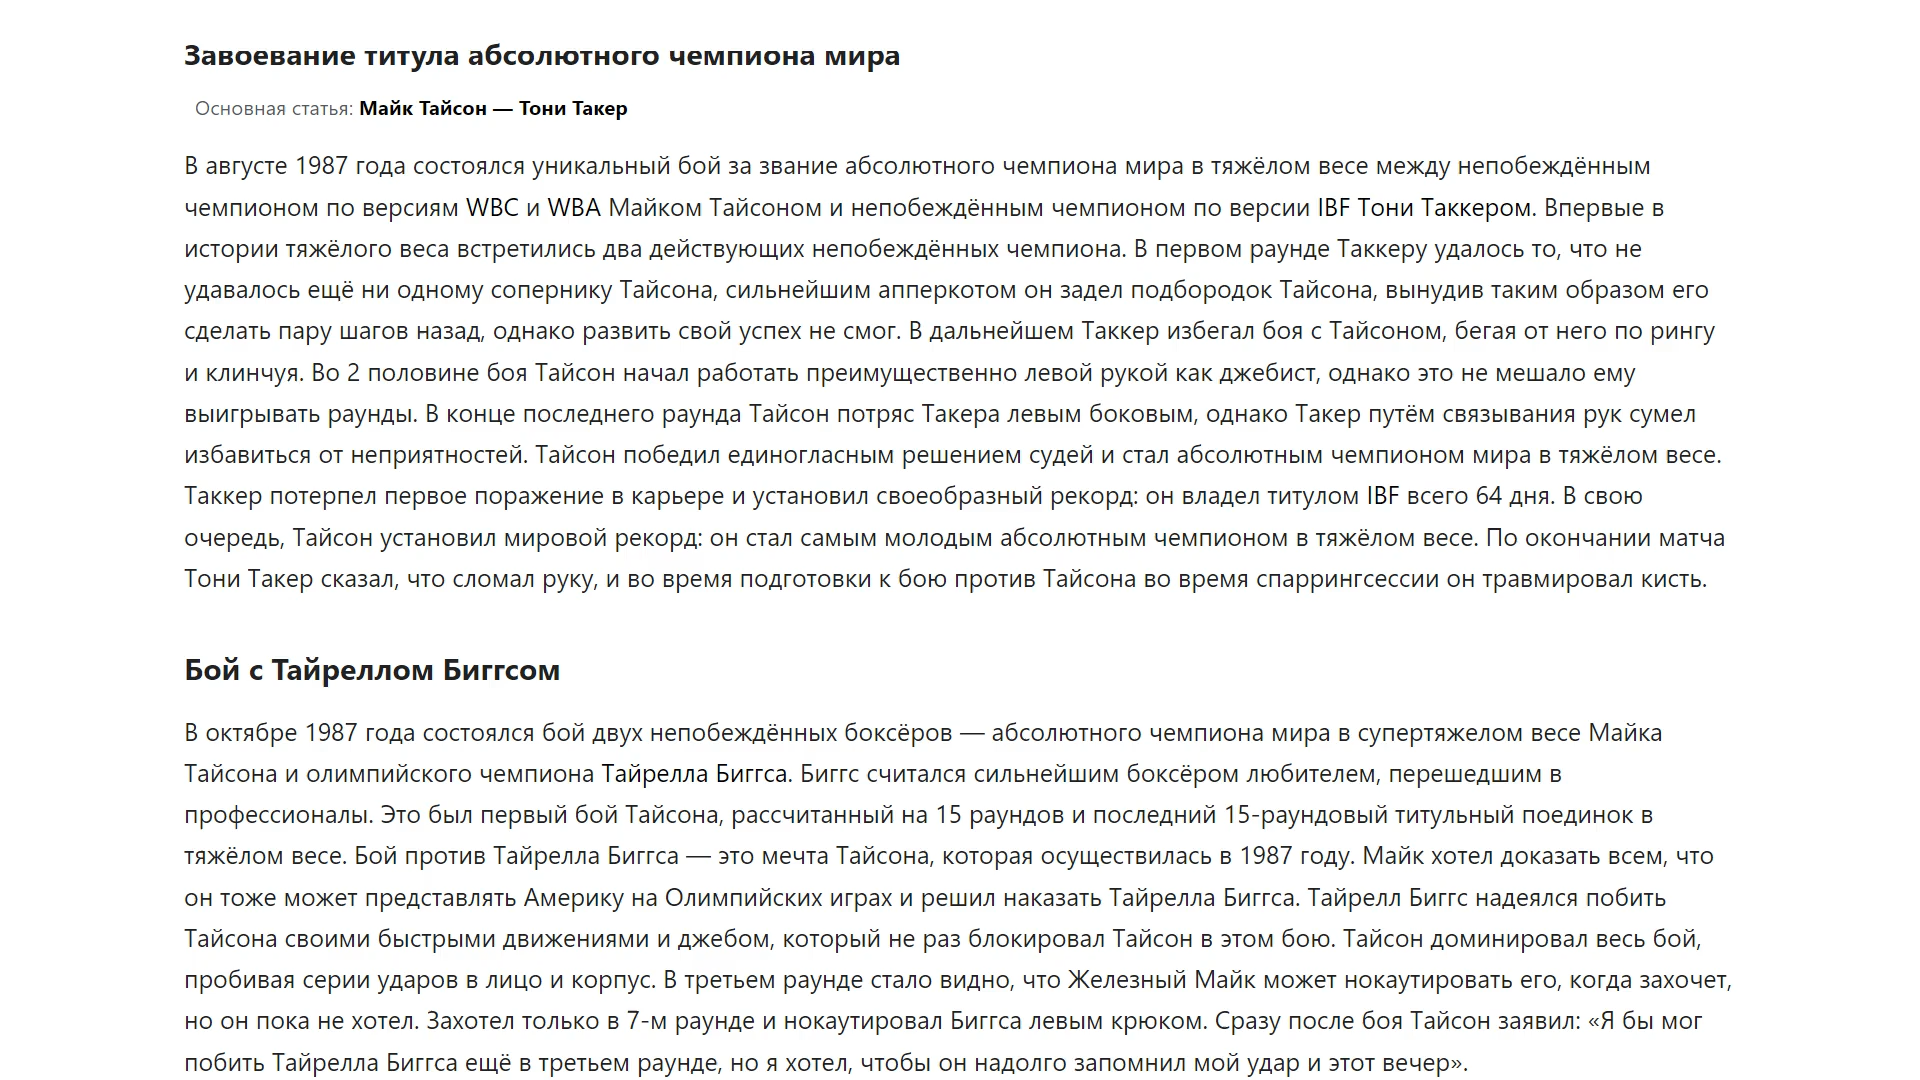 Завоевание титула абсолютного чемпиона мира
Основная статья: Майк Тайсон — Тони Такер
В августе 1987 года состоялся уникальный бой за звание абсолютного чемпиона мира в тяжёлом весе между непобеждённым
чемпионом по версиям WBC и WBA Майком Тайсоном и непобеждённым чемпионом по версии IBF Тони Таккером. Впервые в
истории тяжёлого веса встретились два действующих непобеждённых чемпиона. В первом раунде Таккеру удалось то, что не
удавалось ещё ни одному сопернику Тайсона, сильнейшим апперкотом он задел подбородок Тайсона, вынудив таким образом его
сделать пару шагов назад, однако развить свой успех не смог. В дальнейшем Таккер избегал боя с Тайсоном, бегая от него по рингу
и клинчуя. Во 2 половине боя Тайсон начал работать преимущественно левой рукой как джебист, однако это не мешало ему
выигрывать раунды. В конце последнего раунда Тайсон потряс Такера левым боковым, однако Такер путём связывания рук сумел
избавиться от неприятностей. Тайсон победил единогласным решением судей и стал абсолютным чемпионом мира в тяжёлом весе.
Таккер потерпел первое поражение в карьере и установил своеобразный рекорд: он владел титулом IBF всего 64 дня. В свою
очередь, Тайсон установил мировой рекорд: он стал самым молодым абсолютным чемпионом в тяжёлом весе. По окончании матча
Тони Такер сказал, что сломал руку, и во время подготовки к бою против Тайсона во время спаррингсессии он травмировал кисть.
Бой с Тайреллом Биггсом
В октябре 1987 года состоялся бой двух непобеждённых боксёров — абсолютного чемпиона мира в супертяжелом весе Майка
Тайсона и олимпийского чемпиона Тайрелла Биггса. Биггс считался сильнейшим боксёром любителем, перешедшим в
профессионалы. Это был первый бой Тайсона, рассчитанный на 15 раундов и последний 15-раундовый титульный поединок в
тяжёлом весе. Бой против Тайрелла Биггса — это мечта Тайсона, которая осуществилась в 1987 году. Майк хотел доказать всем, что
он тоже может представлять Америку на Олимпийских играх и решил наказать Тайрелла Биггса. Тайрелл Биггс надеялся побить
Тайсона своими быстрыми движениями и джебом, который не раз блокировал Тайсон в этом бою. Тайсон доминировал весь бой,
пробивая серии ударов в лицо и корпус. В третьем раунде стало видно, что Железный Майк может нокаутировать его, когда захочет,
но он пока не хотел. Захотел только в 7-м раунде и нокаутировал Биггса левым крюком. Сразу после боя Тайсон заявил: «Я бы мог
побить Тайрелла Биггса ещё в третьем раунде, но я хотел, чтобы он надолго запомнил мой удар и этот вечер».